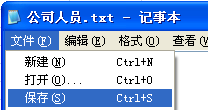 公司人员.txt - 记事本
文件(F) 编辑(E) 格式(O) 查看(V
新建(N) Ctrl+N
打开(O)... Ctrl+O
保存(S) Ctrl+S